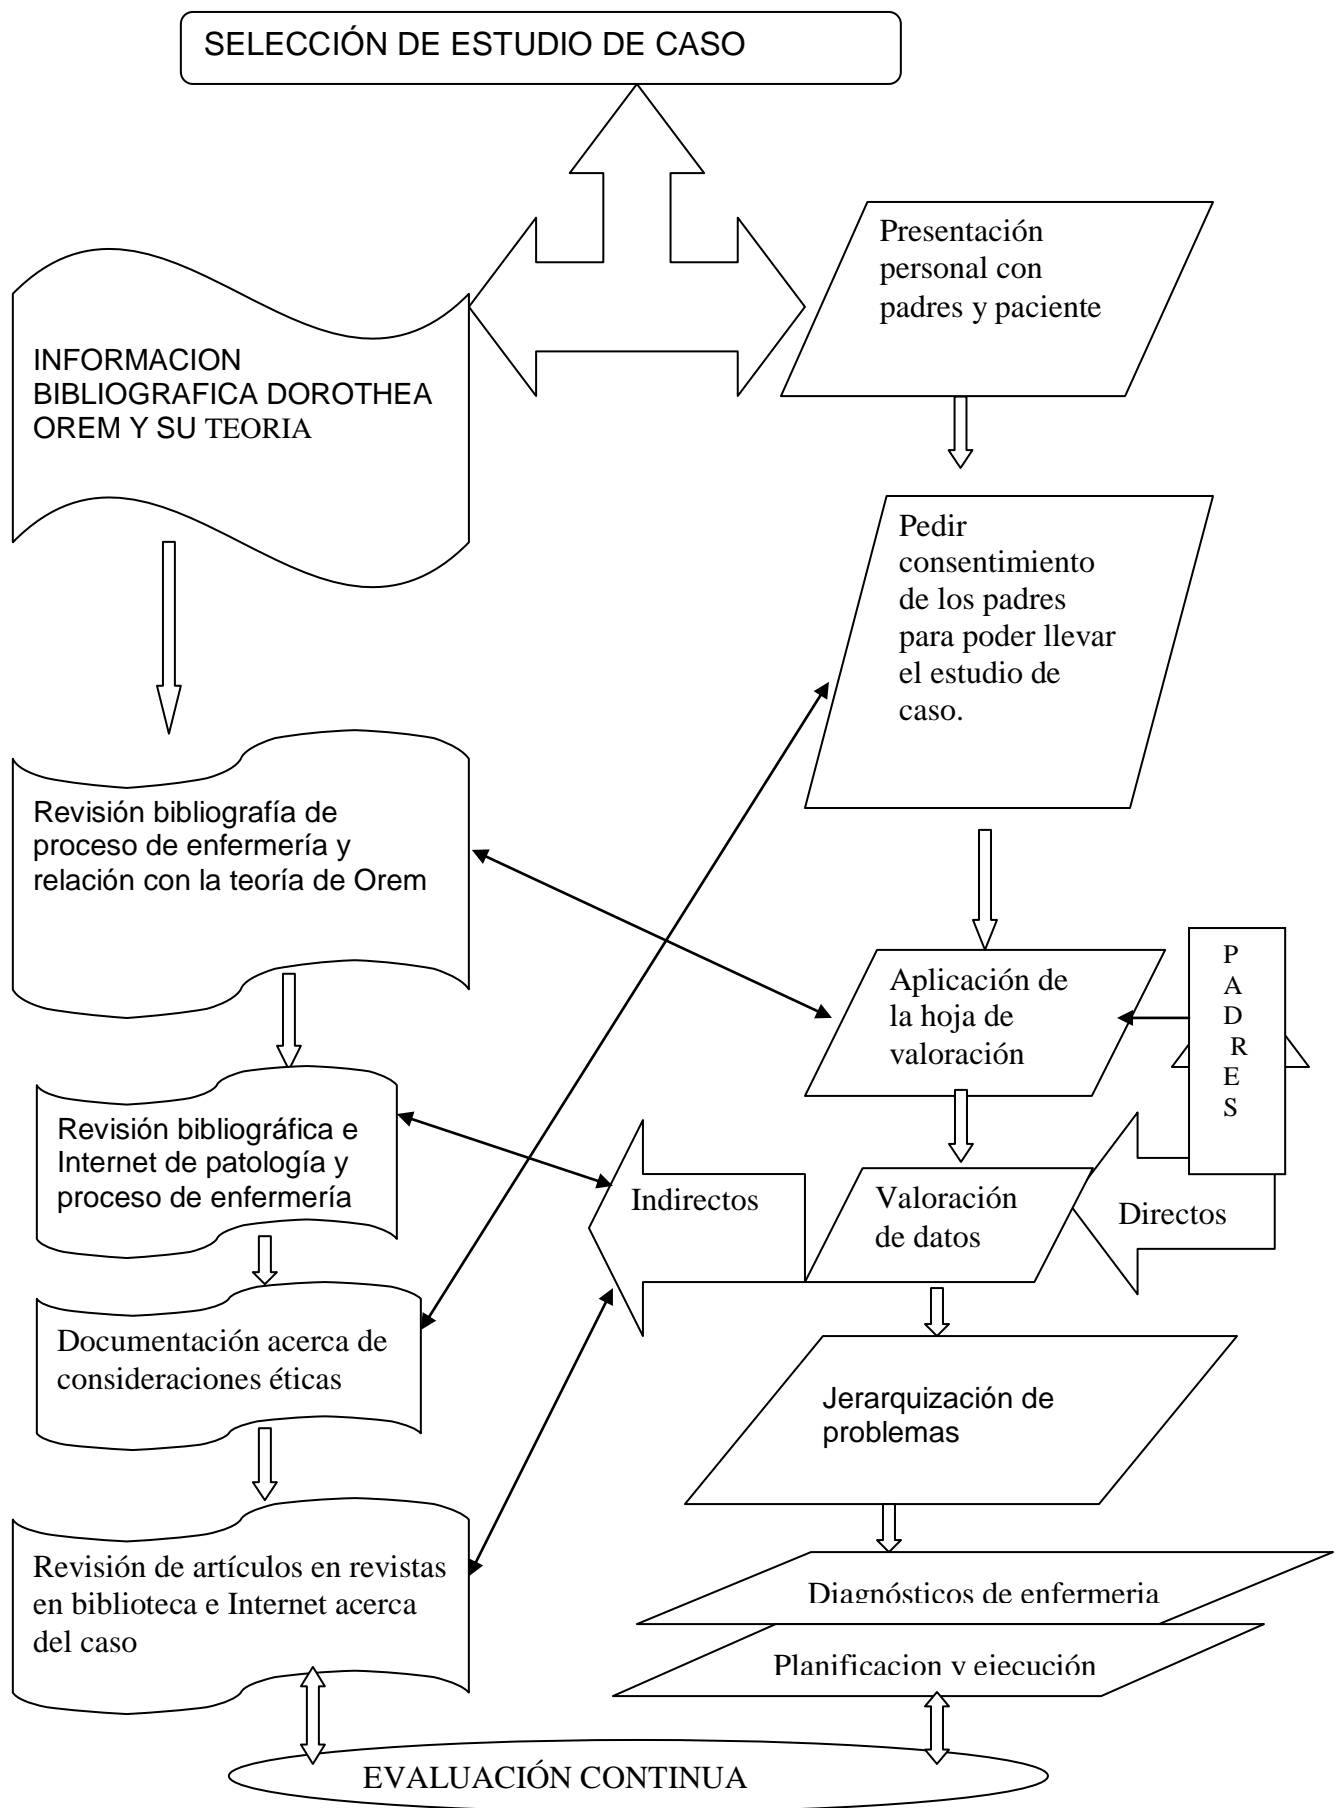 SELECCIÓN DE ESTUDIO DE CASO
Presentación
personal con
padres y paciente
INFORMACION
BIBLIOGRAFICA DOROTHEA
OREM Y SU TEORIA
Pedir
consentimiento
de los padres
para poder llevar
el estudio de
caso.
Revisión bibliografía de
proceso de enfermería y
relación con la teoría de Orem
Aplicación de
la hoja de
valoración
P
A
D
R
E
S
Revisión bibliográfica e
Internet de patología y
proceso de enfermería
Indirectos
Valoración
de datos
Directos
Documentación acerca de
consideraciones éticas
Jerarquización de
problemas
Revisión de artículos en revistas
en biblioteca e Internet acerca
del caso
Diagnósticos de enfermeria
Planificacion y ejecución
EVALUACIÓN CONTINUA